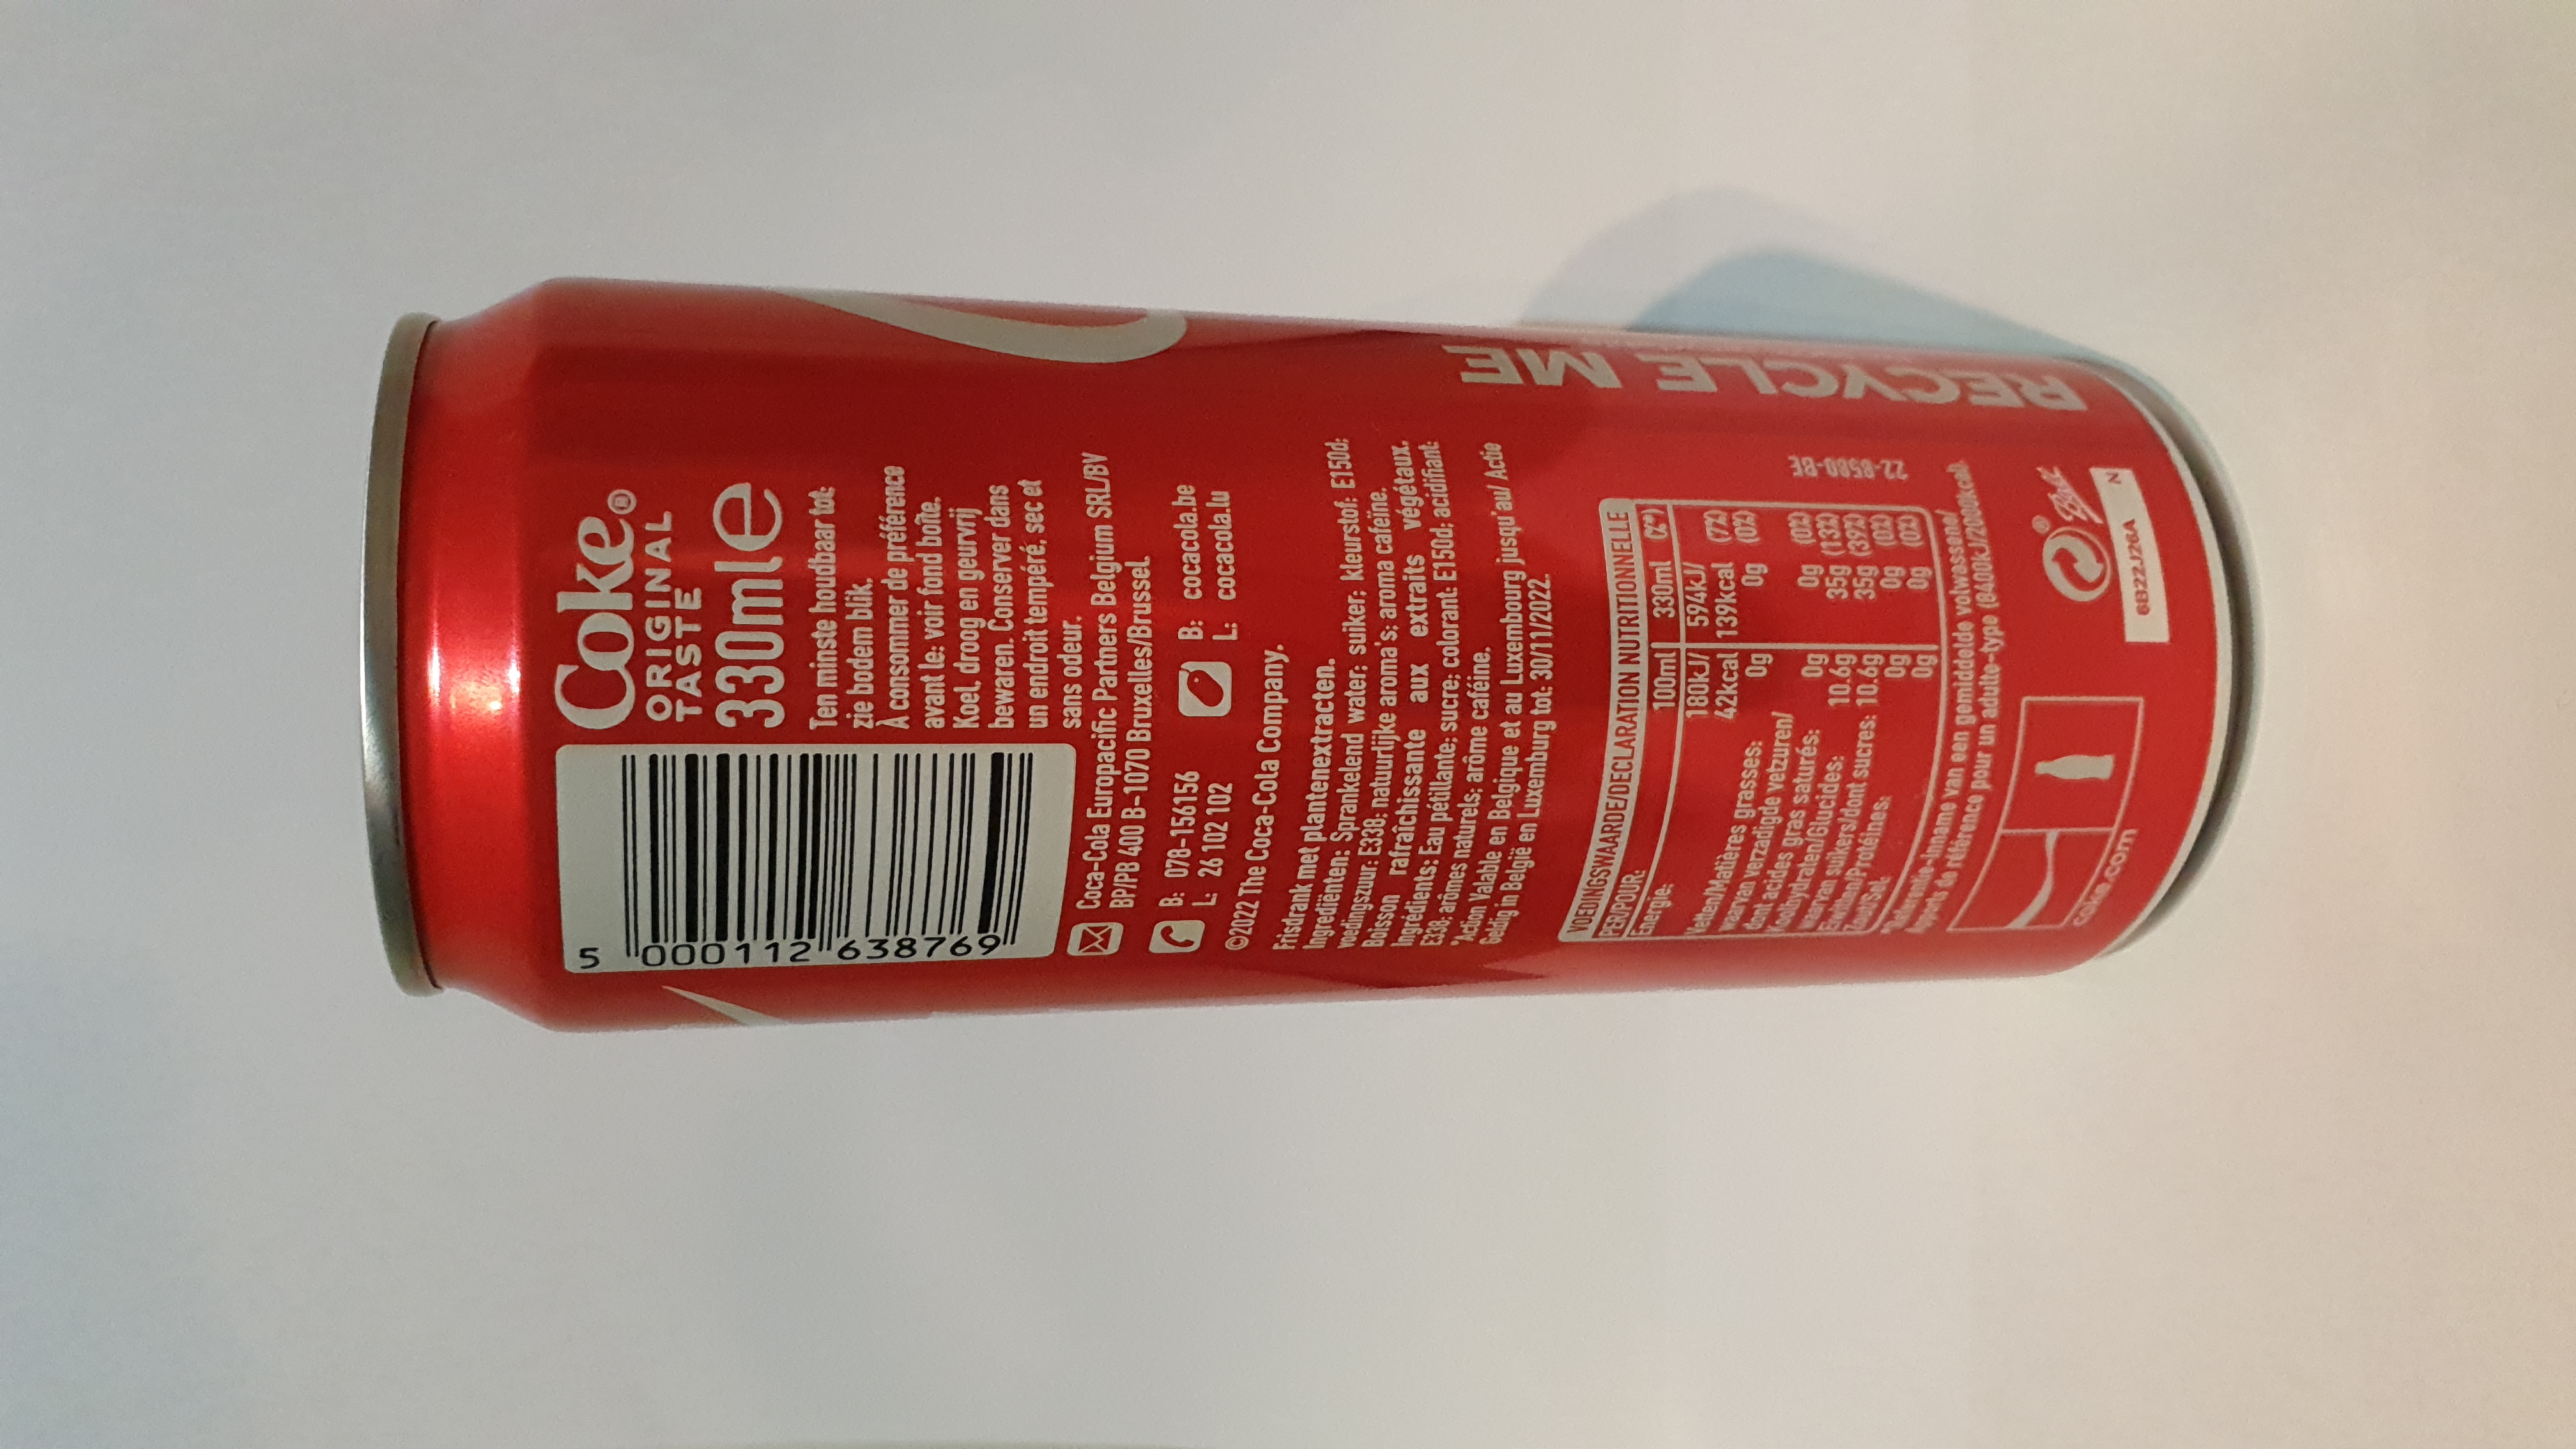 5 000112 638769
Coke®
ORIGINAL
TASTE
330ml e
Ten minste houdbaar tot:
zie bodem blik.
À consommer de préférence
avant le: voir fond boîte.
Koel, droog en geurvrij
bewaren. Conserver dans
un endroit tempéré, sec et
sans odeur.
Coca-Cola Europacific Partners Belgium SRL/BV
BP/PB 400 B-1070 Bruxelles/Brussel.
B: 078-156156
L: 26 102 102
B: cocacola.be
L: cocacola.lu
©2022 The Coca-Cola Company.
Frisdrank met plantenextracten.
Ingrediënten: Sprankelend water; suiker; kleurstof: E150d;
voedingszuur: E338; natuurlijke aroma's; aroma cafeïne.
Boisson rafraîchissante aux extraits végétaux.
Ingrédients: Eau pétillante; sucre; colorant: E150d; acidifiant:
E338; arômes naturels; arôme caféine.
*Action Valable en Belgique et au Luxembourg jusqu'au/ Actie
Geldig in België en Luxemburg tot: 30/11/2022.
VOEDINGSWAARDE/DECLARATION NUTRITIONNELLE
PER/POUR: 100ml 330ml (%*)
Energie: 180kJ/ 594kJ/
42kcal 139kcal (7%)
Vetten/Matières grasses: 0g 0g (0%)
waarvan verzadigde vetzuren/
dont acides gras saturés: 0g 0g (0%)
Koolhydraten/Glucides: 10.6g 35g (13%)
waarvan suikers/dont sucres: 10.6g 35g (39%)
Eiwitten/Protéines: 0g 0g (0%)
Zout/Sel: 0g 0g (0%)
*Referentie-inname van een gemiddelde volwassene/
Apports de référence pour un adulte-type (8400kJ/2000kcal).
22-0500-BE
coke.com
®
Ball
6B22J26A N
RECYCLE ME